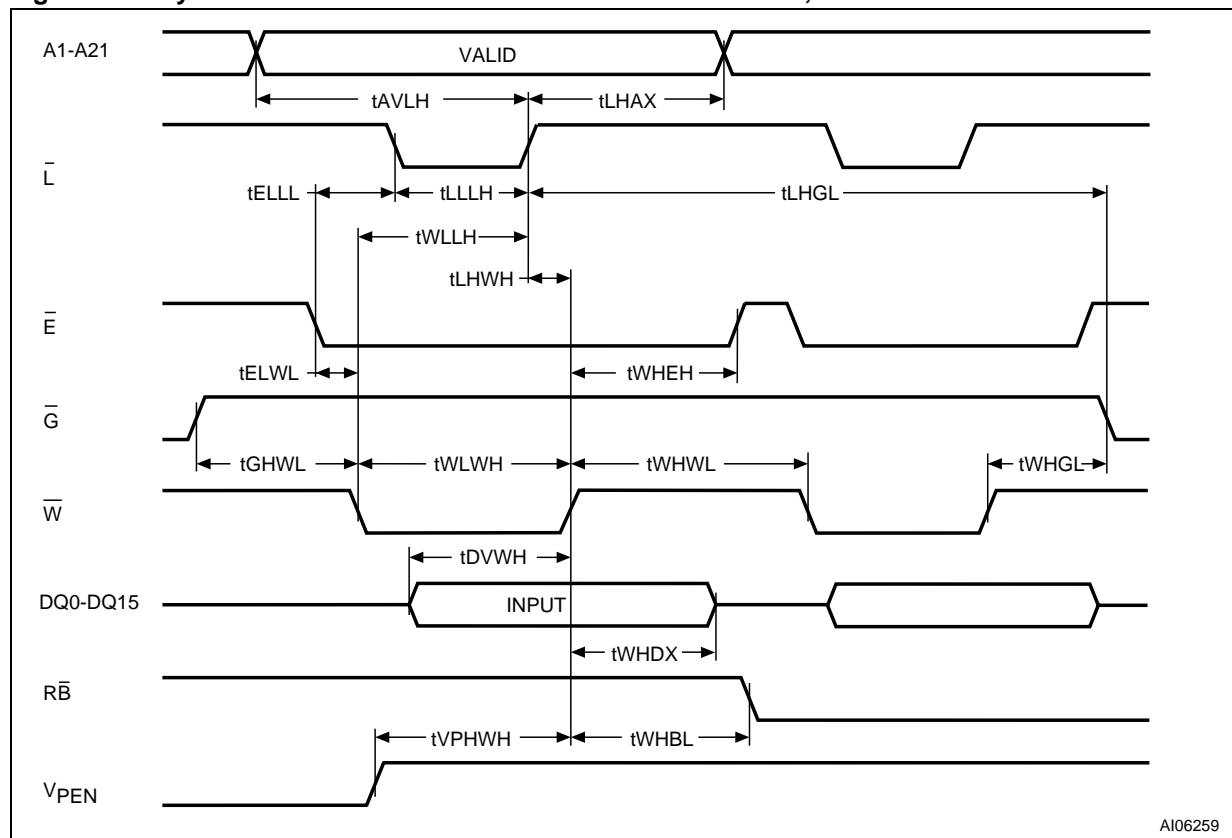 A1-A21
VALID
tAVLH
tLHAX
L̅
tELLL
tLLLH
tLHGL
tWLLH
tLHWH
E̅
tELWL
tWHEH
G̅
tGHWL
tWLWH
tWHWL
tWHGL
W̅
tDVWH
DQ0-DQ15
INPUT
tWHDX
RB̅
tVPHWH
tWHBL
VPEN
AI06259